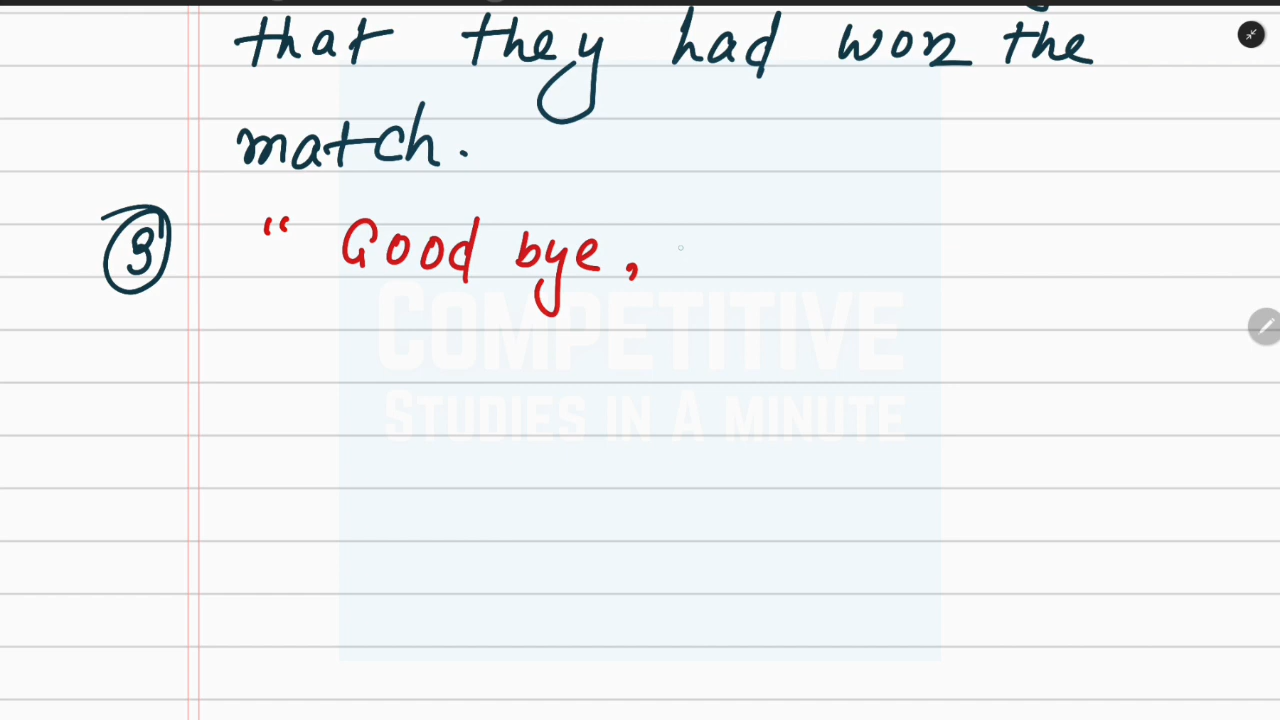 that they had won the
match.
③ " Good bye,
COMPETITIVE
STUDIES IN A MINUTE